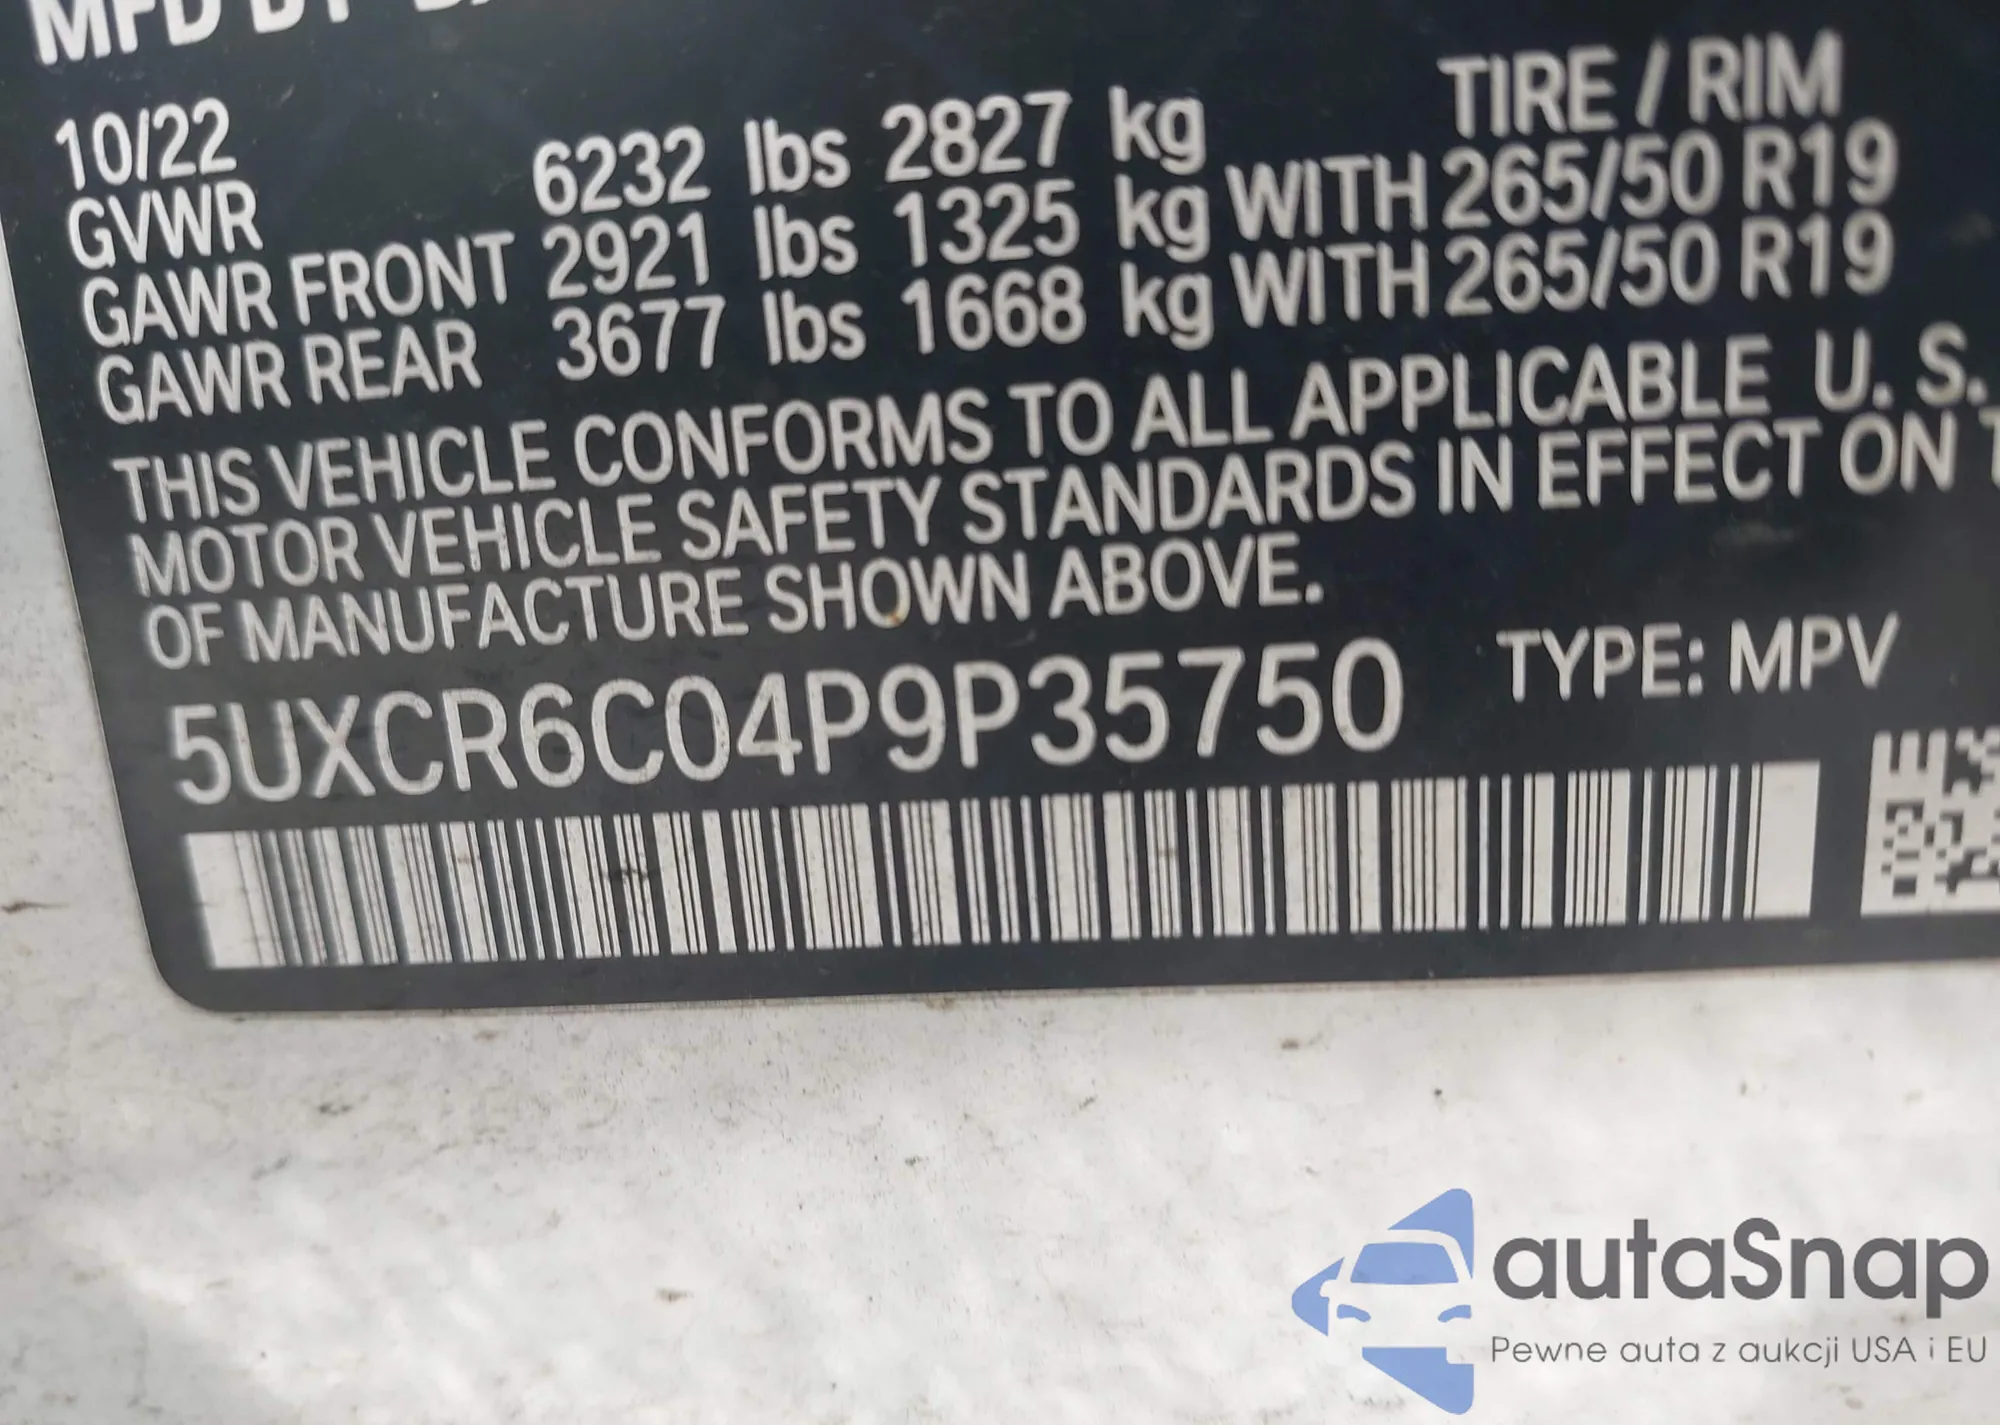 MFD BY
10/22 TIRE / RIM
GVWR 6232 lbs 2827 kg
GAWR FRONT 2921 lbs 1325 kg WITH 265/50 R19
GAWR REAR 3677 lbs 1668 kg WITH 265/50 R19
THIS VEHICLE CONFORMS TO ALL APPLICABLE U. S.
MOTOR VEHICLE SAFETY STANDARDS IN EFFECT ON
OF MANUFACTURE SHOWN ABOVE.
5UXCR6C04P9P35750 TYPE: MPV
autaSnap
Pewne auta z aukcji USA i EU